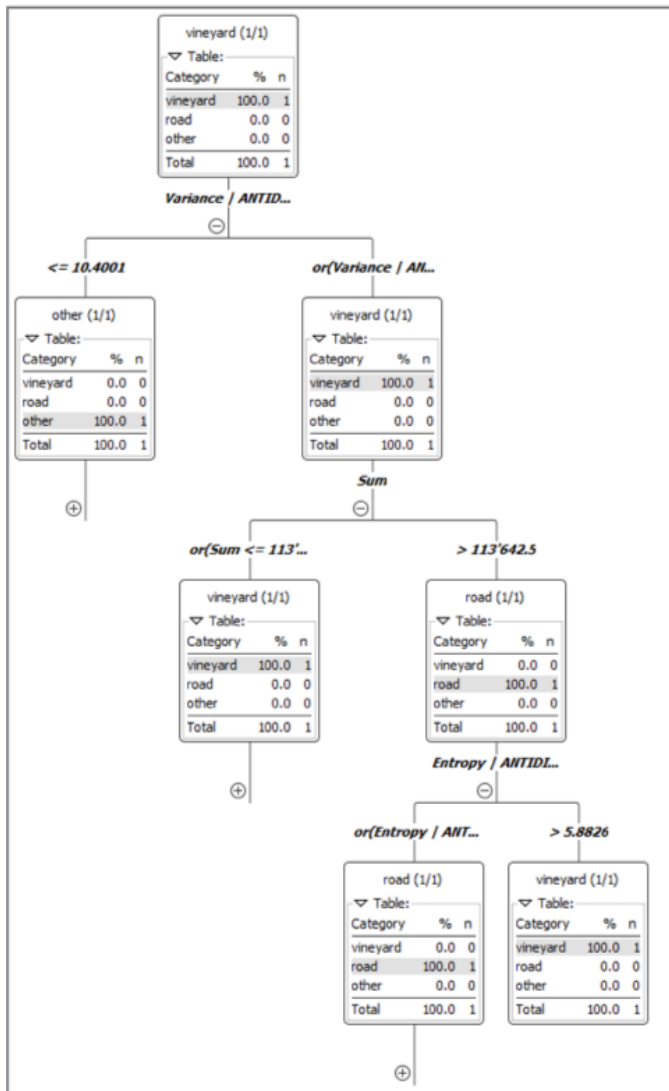 vineyard (1/1)
Table:
Category % n
vineyard 100.0 1
road 0.0 0
other 0.0 0
Total 100.0 1
Variance | ANTID...
<= 10.4001
or(Variance | AN...
other (1/1)
Table:
Category % n
vineyard 0.0 0
road 0.0 0
other 100.0 1
Total 100.0 1
vineyard (1/1)
Table:
Category % n
vineyard 100.0 1
road 0.0 0
other 0.0 0
Total 100.0 1
Sum
or(Sum <= 113'...
> 113'642.5
vineyard (1/1)
Table:
Category % n
vineyard 100.0 1
road 0.0 0
other 0.0 0
Total 100.0 1
road (1/1)
Table:
Category % n
vineyard 0.0 0
road 100.0 1
other 0.0 0
Total 100.0 1
Entropy | ANTIDI...
or(Entropy | ANT...
> 5.8826
road (1/1)
Table:
Category % n
vineyard 0.0 0
road 100.0 1
other 0.0 0
Total 100.0 1
vineyard (1/1)
Table:
Category % n
vineyard 100.0 1
road 0.0 0
other 0.0 0
Total 100.0 1